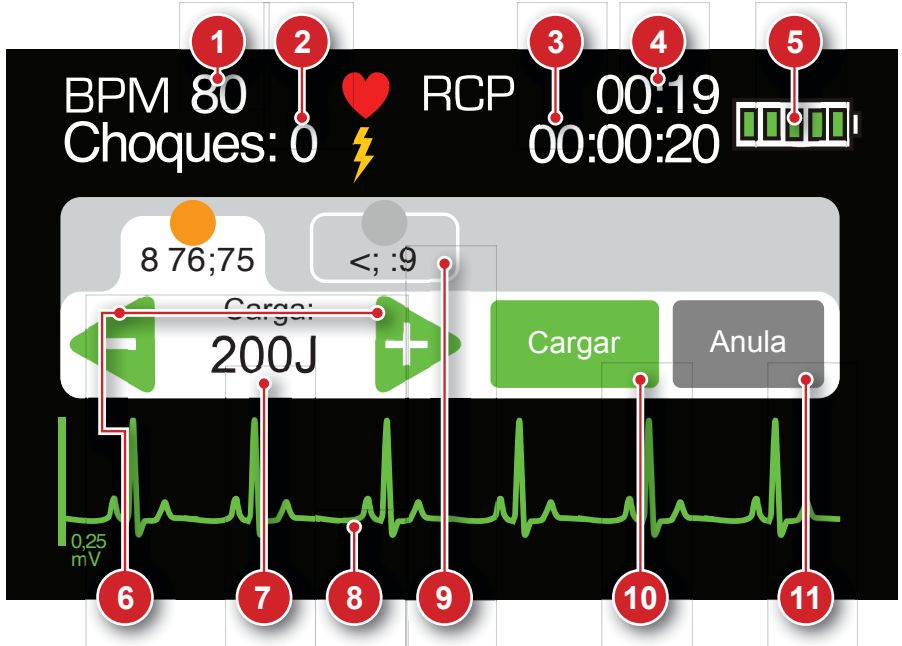 1 2 3 4 5
BPM 80 RCP 00:19
Choques: 0 00:00:20
8 76;75 <; :9
Carga:
200J
Cargar Anula
0,25
mV
6 7 8 9 10 11